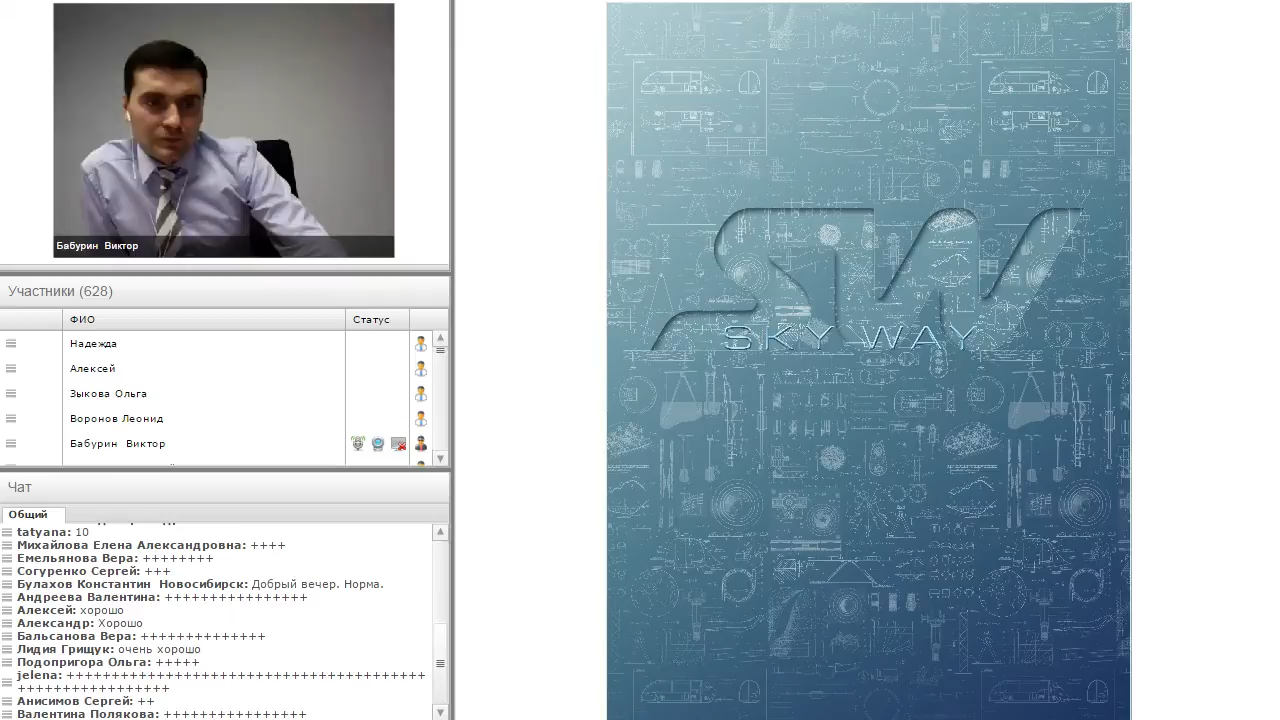 Бабурин Виктор
Участники (628)
ФИО
Статус
Надежда
Алексей
Зыкова Ольга
Воронов Леонид
Бабурин Виктор
Чат
Общий
tatyana: 10
Михайлова Елена Александровна: ++++
Емельянова Вера: ++++++++
Согуренко Сергей: +++
Булахов Константин Новосибирск: Добрый вечер. Норма.
Андреева Валентина: ++++++++++++++++
Алексей: хорошо
Александр: Хорошо
Бальсанова Вера: ++++++++++++++
Лидия Грищук: очень хорошо
Подопригора Ольга: +++++
jelena: +++++++++++++++++++++++++++++++++++++++++
+++++++++++++++++
Анисимов Сергей: ++
Валентина Полякова: ++++++++++++++++
SW
SKY WAY